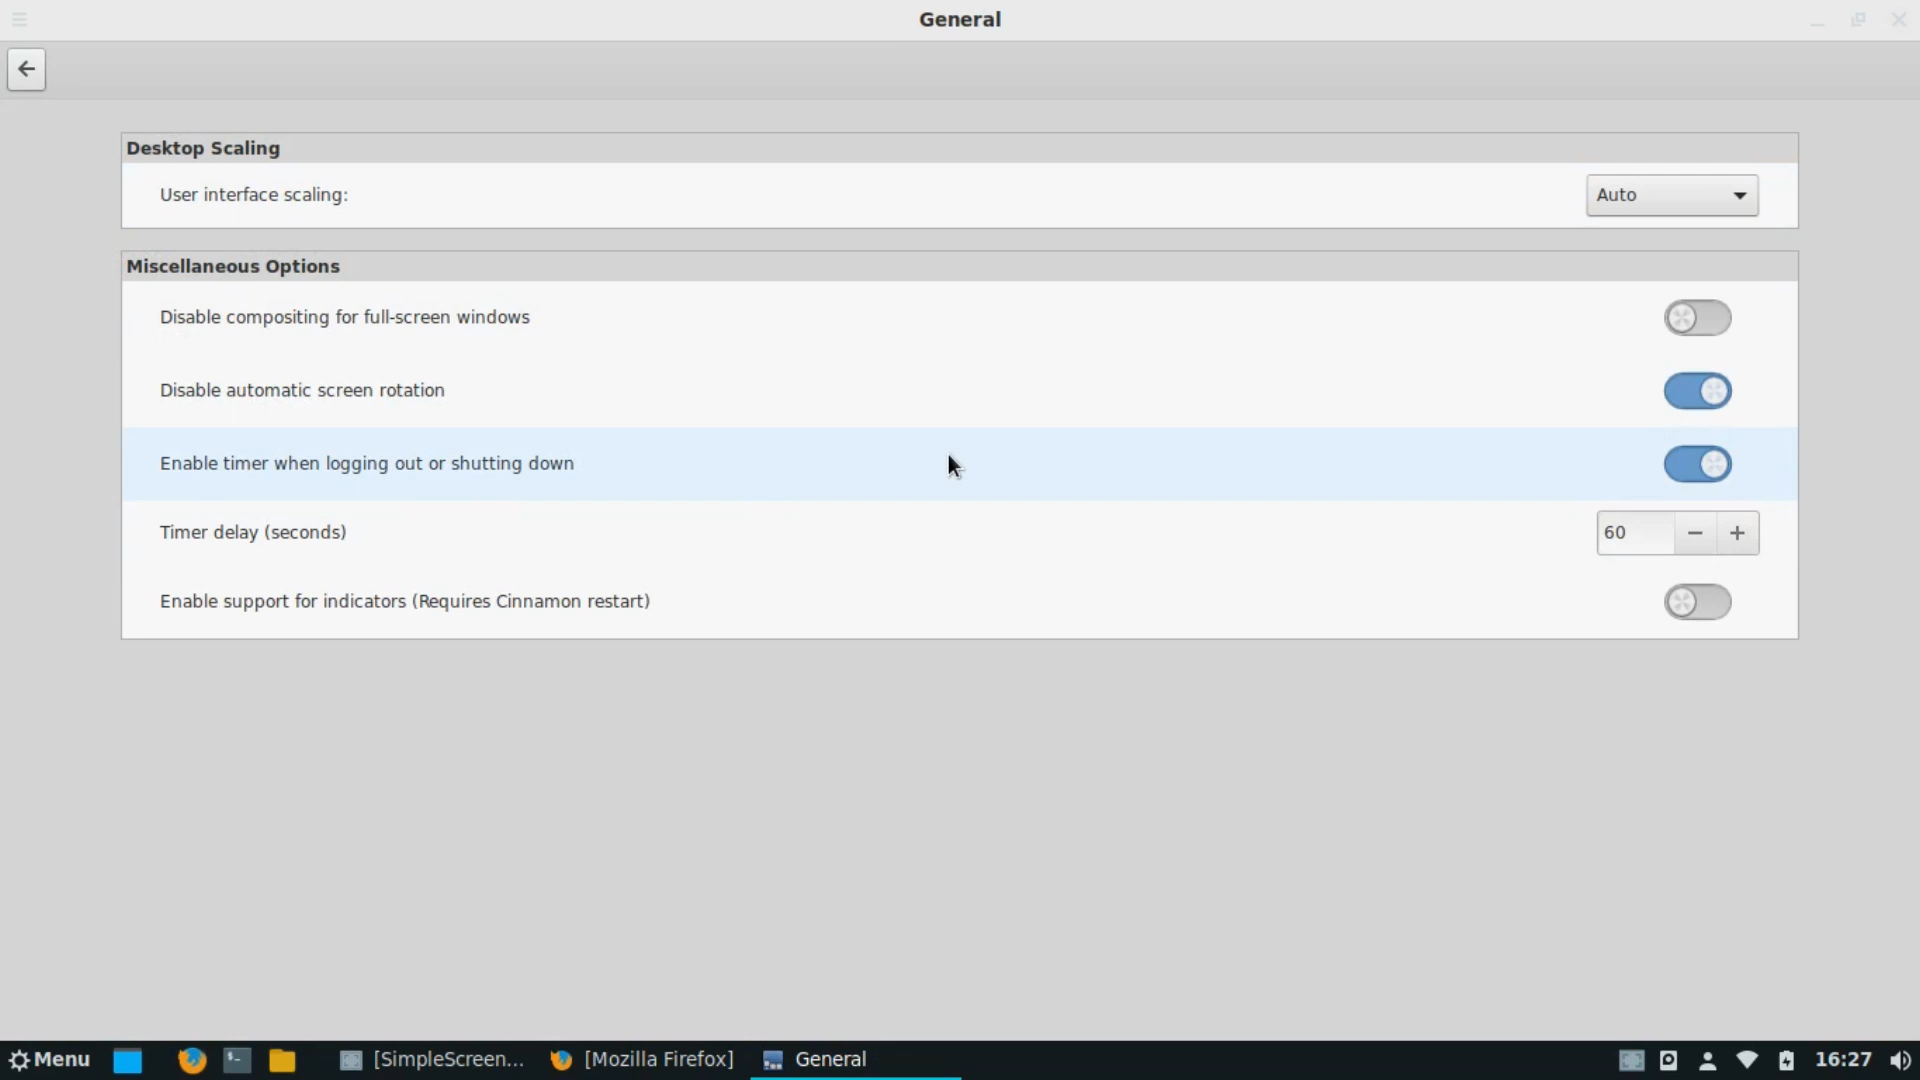 General
Desktop Scaling
User interface scaling:
Auto
Miscellaneous Options
Disable compositing for full-screen windows
Disable automatic screen rotation
Enable timer when logging out or shutting down
Timer delay (seconds)
60
Enable support for indicators (Requires Cinnamon restart)
Menu
[SimpleScreen...
[Mozilla Firefox]
General
16:27